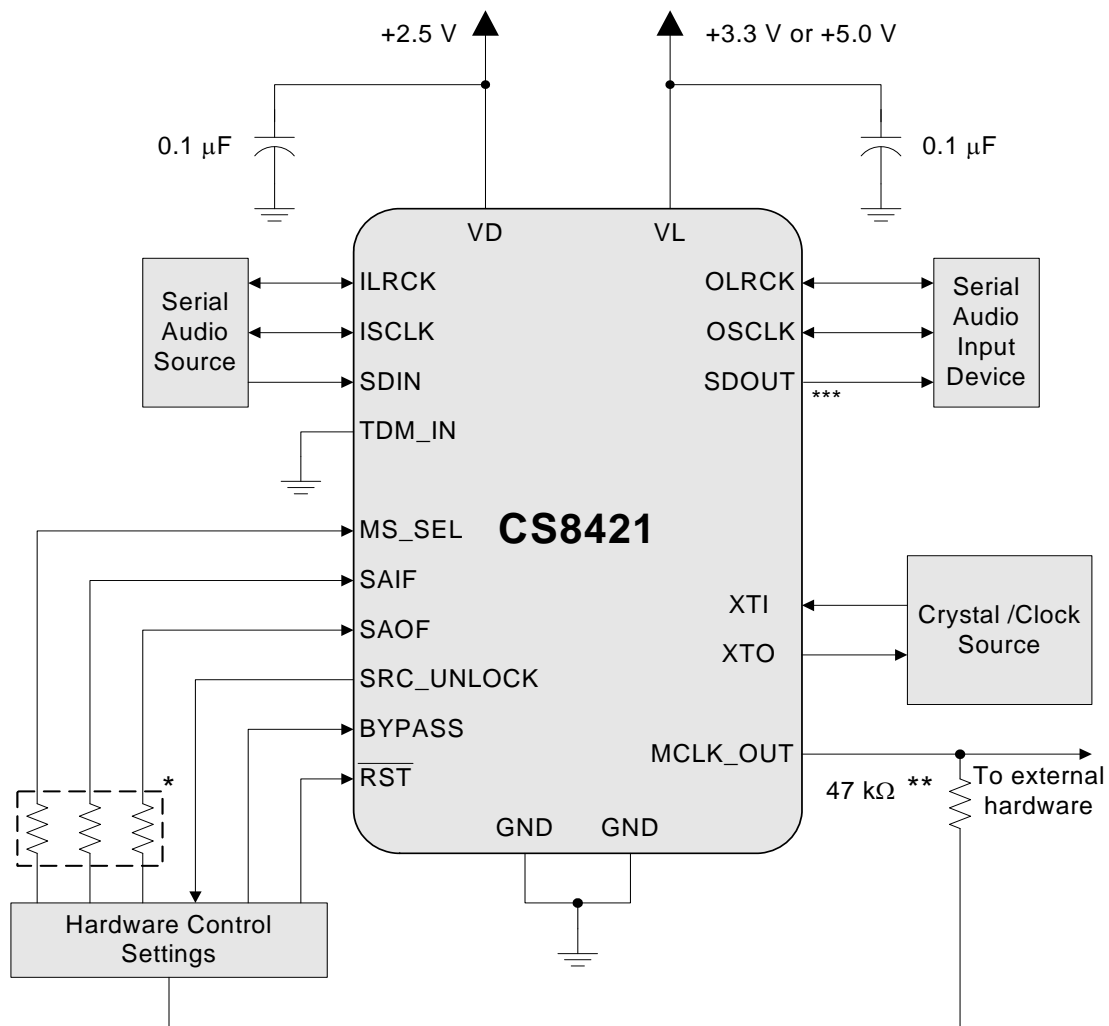 +2.5 V
+3.3 V or +5.0 V
0.1 μF
0.1 μF
VD
VL
Serial
Audio
Source
ILRCK
ISCLK
SDIN
TDM_IN
OLRCK
OSCLK
SDOUT
***
Serial
Audio
Input
Device
MS_SEL
SAIF
SAOF
SRC_UNLOCK
BYPASS
RST
CS8421
XTI
XTO
Crystal /Clock
Source
MCLK_OUT
47 kΩ **
To external
hardware
*
GND
GND
Hardware Control
Settings